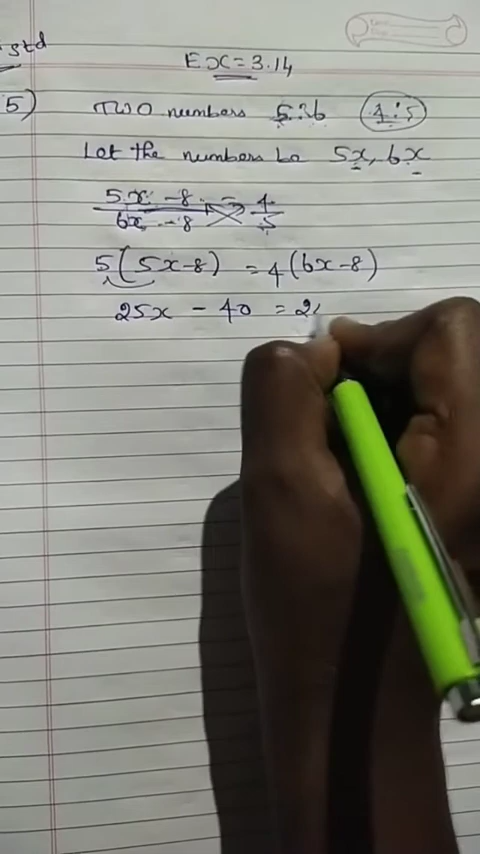 std
Ex = 3.14
5) Two numbers 5:6 4:5
Let the numbers be 5x, 6x
5x - 8 / 6x - 8 = 4 / 5
5(5x-8) = 4(6x-8)
25x - 40 = 24